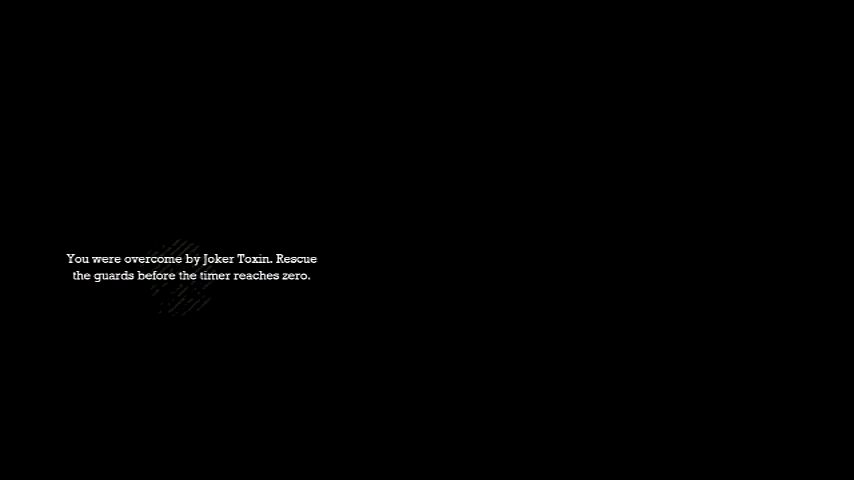 You were overcome by Joker Toxin. Rescue
the guards before the timer reaches zero.